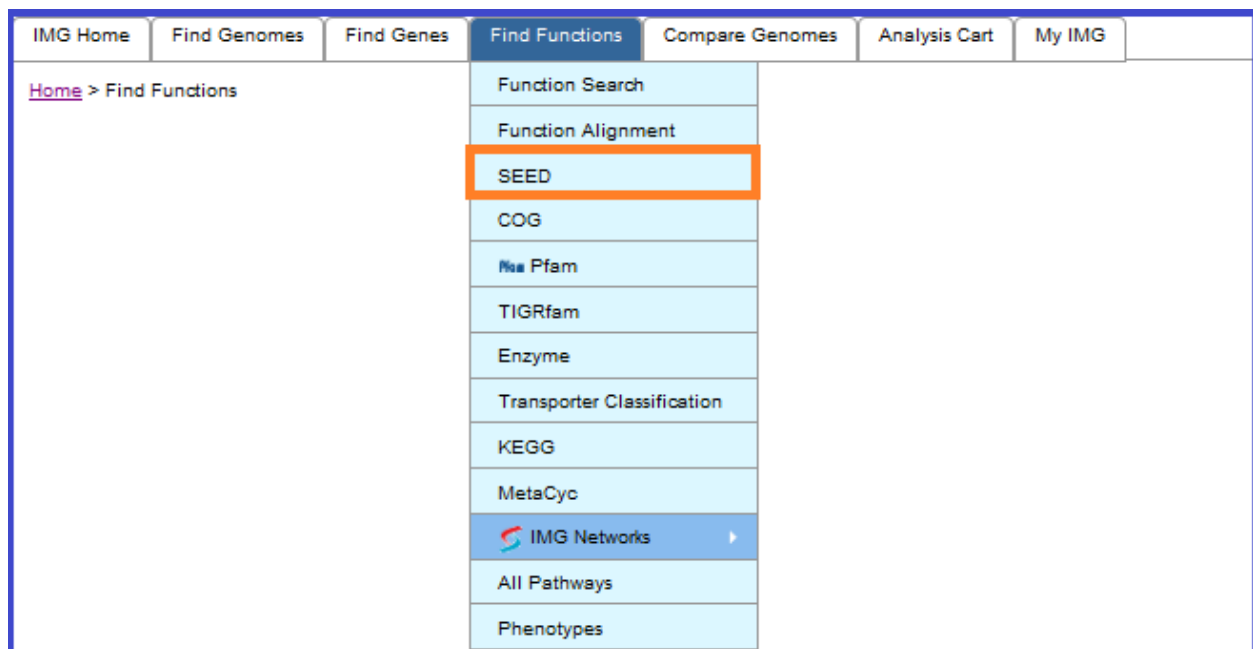 IMG Home Find Genomes Find Genes Find Functions Compare Genomes Analysis Cart My IMG
Home > Find Functions
Function Search
Function Alignment
SEED
COG
New Pfam
TIGRfam
Enzyme
Transporter Classification
KEGG
MetaCyc
IMG Networks
All Pathways
Phenotypes